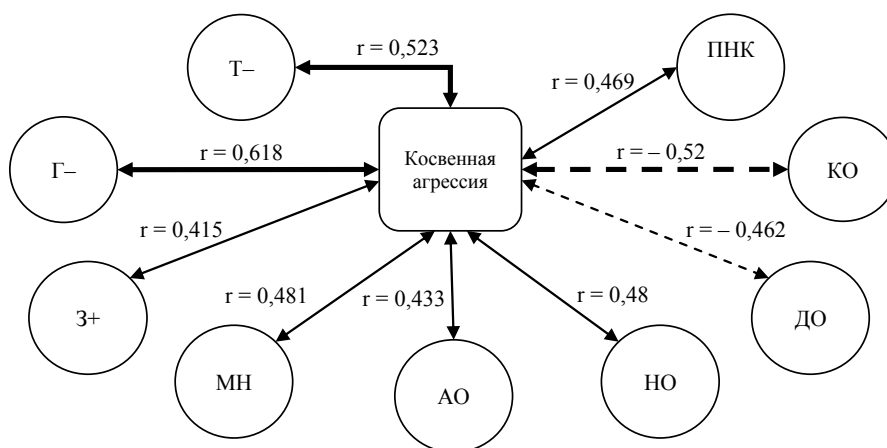 r = 0,523
Т–
ПНК
r = 0,469
Г–
r = 0,618
Косвенная
агрессия
r = – 0,52
КО
r = 0,415
r = – 0,462
З+
r = 0,481
r = 0,433
r = 0,48
ДО
МН
АО
НО